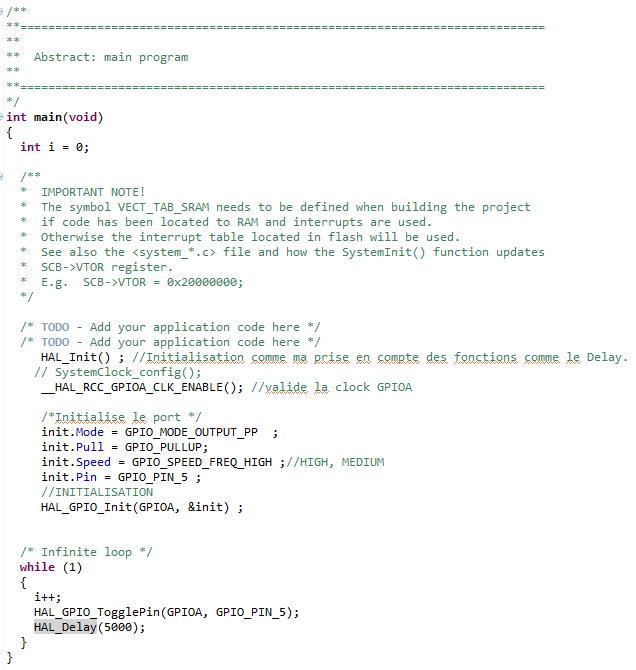 /**
**===========================================================================
**
**  Abstract: main program
**
**===========================================================================
*/
int main(void)
{
  int i = 0;

  /**
  *  IMPORTANT NOTE!
  *  The symbol VECT_TAB_SRAM needs to be defined when building the project
  *  if code has been located to RAM and interrupts are used.
  *  Otherwise the interrupt table located in flash will be used.
  *  See also the <system_*.c> file and how the SystemInit() function updates
  *  SCB->VTOR register.
  *  E.g.  SCB->VTOR = 0x20000000;
  */

  /* TODO - Add your application code here */
  /* TODO - Add your application code here */
     HAL_Init() ; //Initialisation comme ma prise en compte des fonctions comme le Delay.
    // SystemClock_config();
     __HAL_RCC_GPIOA_CLK_ENABLE(); //valide la clock GPIOA

     /*Initialise le port */
     init.Mode = GPIO_MODE_OUTPUT_PP  ;
     init.Pull = GPIO_PULLUP;
     init.Speed = GPIO_SPEED_FREQ_HIGH ;//HIGH, MEDIUM
     init.Pin = GPIO_PIN_5 ;
     //INITIALISATION
     HAL_GPIO_Init(GPIOA, &init) ;


  /* Infinite loop */
  while (1)
  {
    i++;
    HAL_GPIO_TogglePin(GPIOA, GPIO_PIN_5);
    HAL_Delay(5000);
  }
}